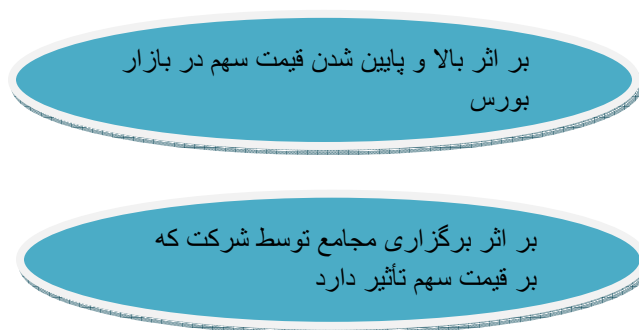 بر اثر بالا و پایین شدن قیمت سهم در بازار
بورس
بر اثر برگزاری مجامع توسط شرکت که
بر قیمت سهم تأثیر دارد